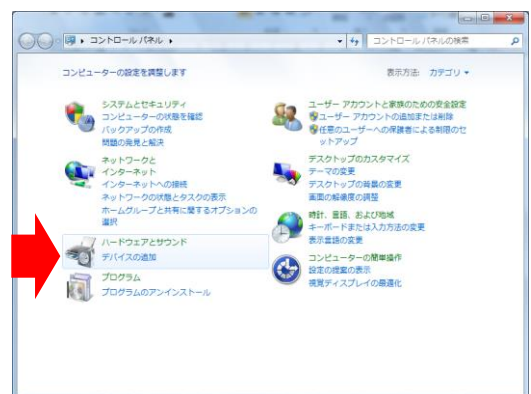 コントロール パネル
コントロール パネルの検索
コンピューターの設定を調整します
表示方法: カテゴリ
システムとセキュリティ
コンピューターの状態を確認
バックアップの作成
問題の発見と解決
ネットワークと
インターネット
インターネットへの接続
ネットワークの状態とタスクの表示
ホームグループと共有に関するオプションの
選択
ハードウェアとサウンド
デバイスの追加
プログラム
プログラムのアンインストール
ユーザー アカウントと家族のための安全設定
ユーザー アカウントの追加または削除
任意のユーザーへの保護者による制限のセ
ットアップ
デスクトップのカスタマイズ
テーマの変更
デスクトップの背景の変更
画面の解像度の調整
時計、言語、および地域
キーボードまたは入力方法の変更
表示言語の変更
コンピューターの簡単操作
設定の提案の表示
視覚ディスプレイの最適化